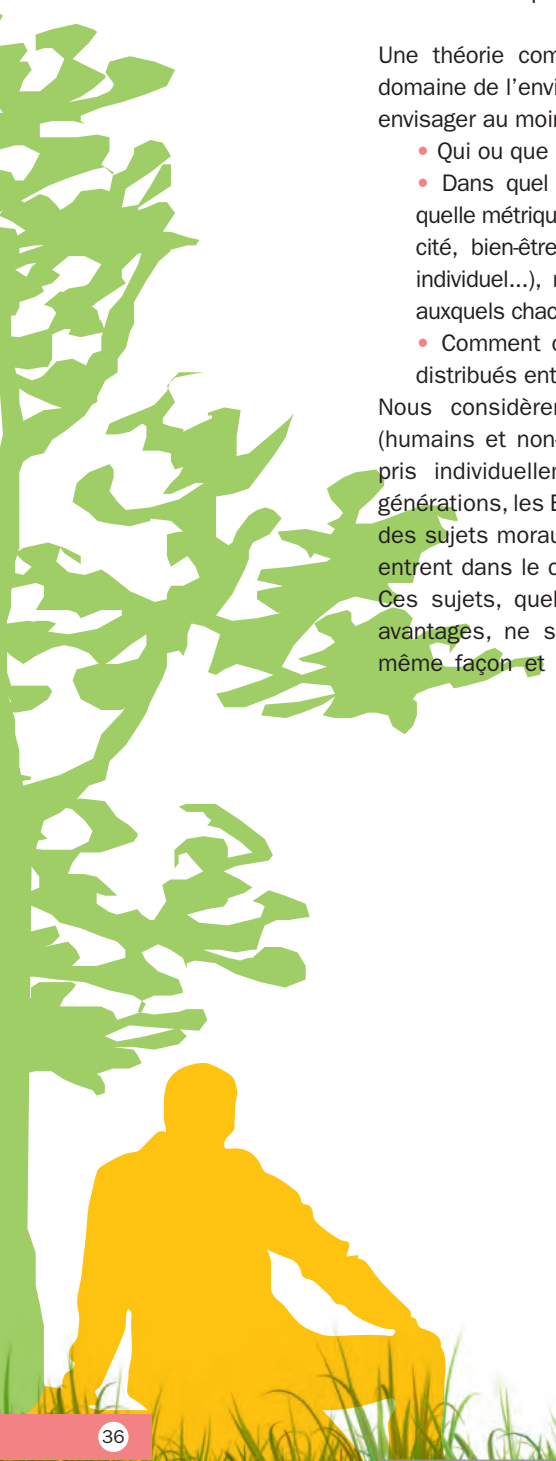 Une théorie com
domaine de l'envi
envisager au moin
• Qui ou que
• Dans quel
quelle métriqu
cité, bien-être
individuel...), r
auxquels chac
• Comment
distribués ent
Nous considèrer
(humains et non-
pris individueller
générations, les E
des sujets morau
entrent dans le c
Ces sujets, quel
avantages, ne s
même façon et
36